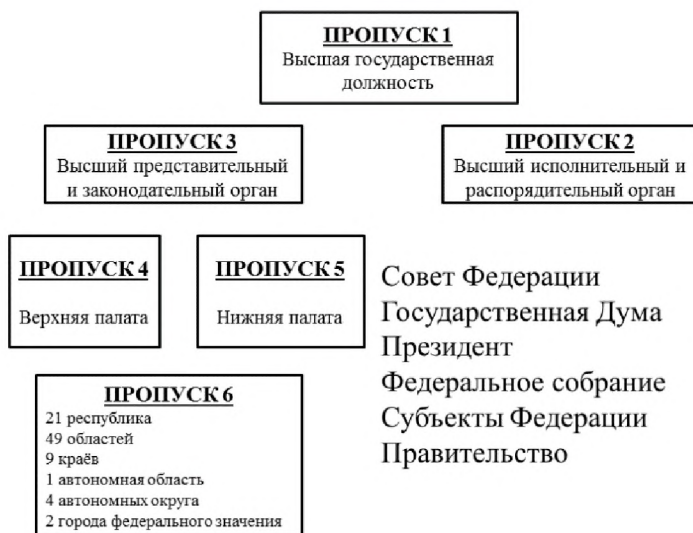 ПРОПУСК 1
Высшая государственная
должность
ПРОПУСК 3
Высший представительный
и законодательный орган
ПРОПУСК 2
Высший исполнительный и
распорядительный орган
ПРОПУСК 4
Верхняя палата
ПРОПУСК 5
Нижняя палата
Совет Федерации
Государственная Дума
Президент
Федеральное собрание
Субъекты Федерации
Правительство
ПРОПУСК 6
21 республика
49 областей
9 краёв
1 автономная область
4 автономных округа
2 города федерального значения